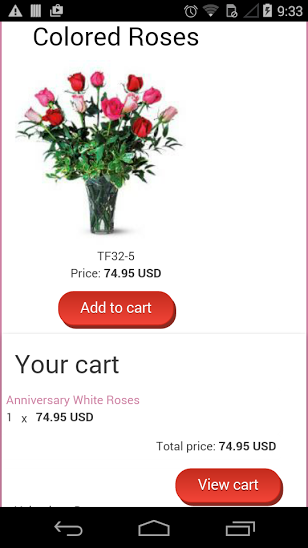 9:33
Colored Roses
TF32-5
Price: 74.95 USD
Add to cart
Your cart
Anniversary White Roses
1 x 74.95 USD
Total price: 74.95 USD
View cart